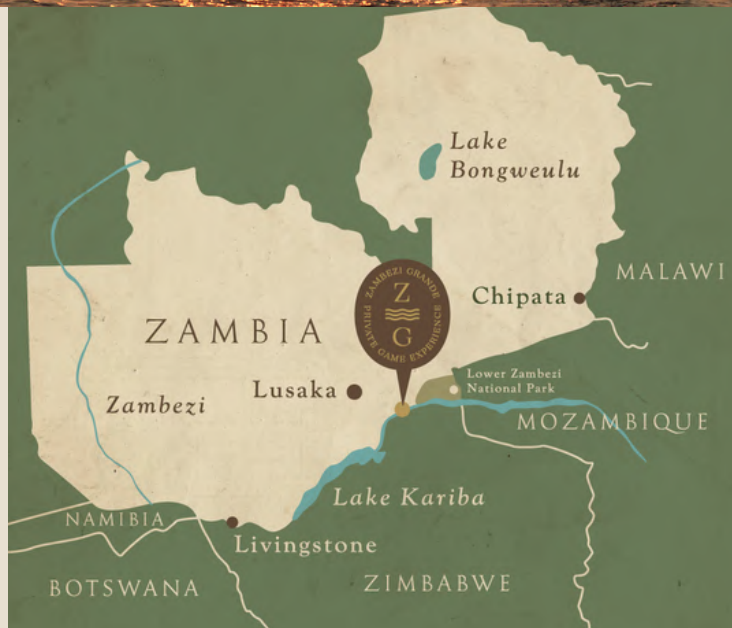 Lake
Bongweulu
MALAWI
ZAMBEZI GRANDE
Z
G
PRIVATE GAME EXPERIENCE
Chipata
ZAMBIA
Lower Zambezi
National Park
Lusaka
Zambezi
MOZAMBIQUE
Lake Kariba
NAMIBIA
Livingstone
BOTSWANA
ZIMBABWE